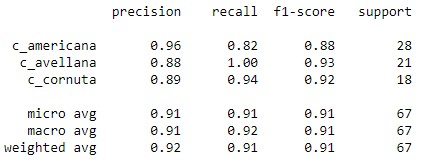 precision recall f1-score support
c_americana 0.96 0.82 0.88 28
c_avellana 0.88 1.00 0.93 21
c_cornuta 0.89 0.94 0.92 18
micro avg 0.91 0.91 0.91 67
macro avg 0.91 0.92 0.91 67
weighted avg 0.92 0.91 0.91 67